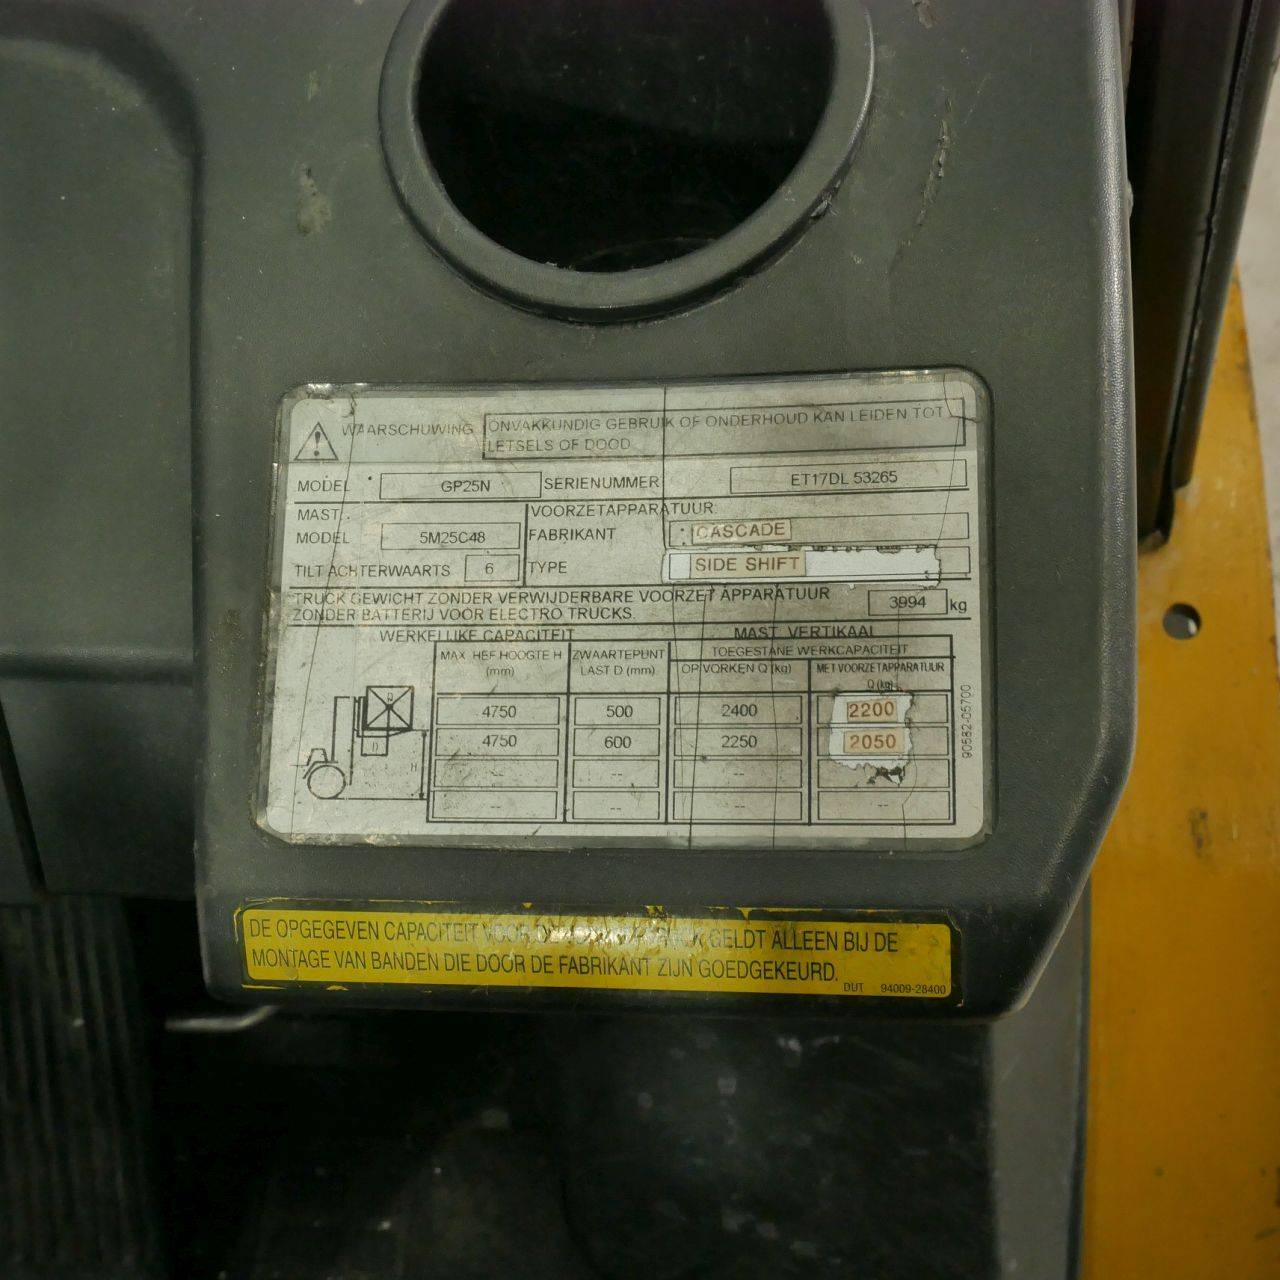 WAARSCHUWING ONVAKKUNDIG GEBRUIK OF ONDERHOUD KAN LEIDEN TOT
LETSELS OF DOOD
MODEL GP25N SERIENUMMER ET17DL 53265
MAST: VOORZETAPPARATUUR:
MODEL 5M25C48 FABRIKANT CASCADE
TILT ACHTERWAARTS 6 TYPE SIDE SHIFT
TRUCK GEWICHT ZONDER VERWIJDERBARE VOORZET APPARATUUR 3994 kg
ZONDER BATTERIJ VOOR ELECTRO TRUCKS.
WERKELIJKE CAPACITEIT MAST VERTIKAAL
TOEGESTANE WERKCAPACITEIT
MAX. HEF HOOGTE H ZWAARTEPUNT OP VORKEN Q (kg) MET VOORZETAPPARATUUR
(mm) LAST D (mm) Q (kg)
4750 500 2400 2200
4750 600 2250 2050
-- -- -- --
-- -- -- --
D
H
90582-05700
DE OPGEGEVEN CAPACITEIT VOOR GELDT ALLEEN BIJ DE
MONTAGE VAN BANDEN DIE DOOR DE FABRIKANT ZIJN GOEDGEKEURD.
DUT 94009-28400